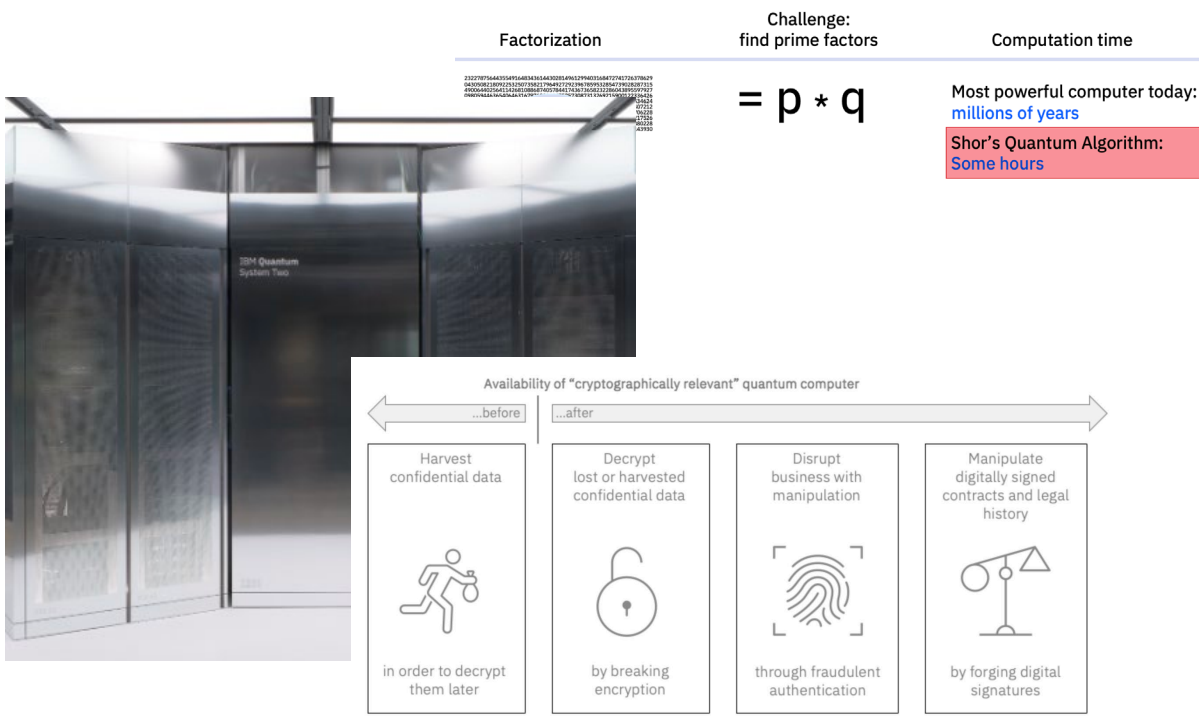 Factorization
Challenge:
find prime factors
Computation time
= p * q
Most powerful computer today:
millions of years
Shor's Quantum Algorithm:
Some hours
IBM Quantum
System Two
Availability of “cryptographically relevant” quantum computer
...before
...after
Harvest
confidential data
in order to decrypt
them later
Decrypt
lost or harvested
confidential data
by breaking
encryption
Disrupt
business with
manipulation
through fraudulent
authentication
Manipulate
digitally signed
contracts and legal
history
by forging digital
signatures